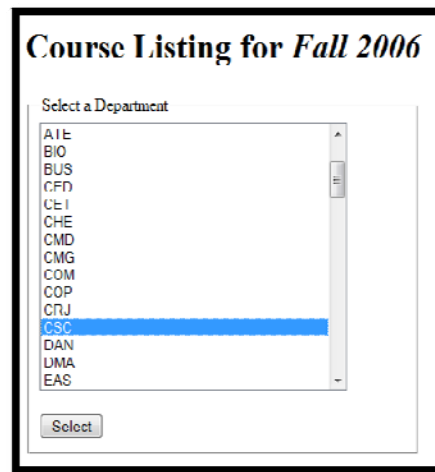 Course Listing for Fall 2006
Select a Department
ATE
BIO
BUS
CED
CET
CHE
CMD
CMG
COM
COP
CRJ
CSC
DAN
DMA
EAS
Select